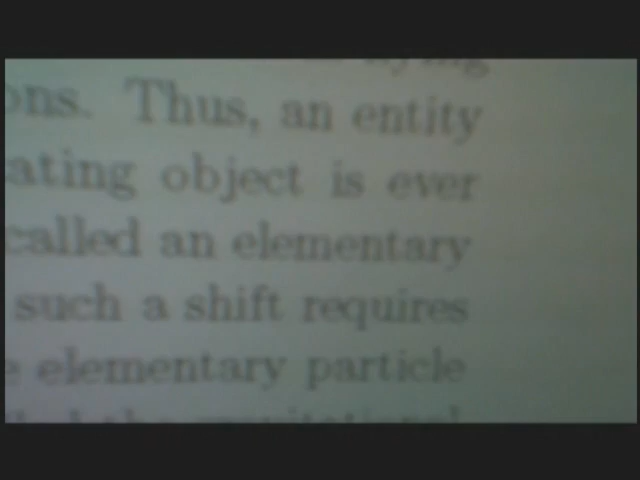 ons. Thus, an entity
ating object is ever
called an elementary
such a shift requires
e elementary particle